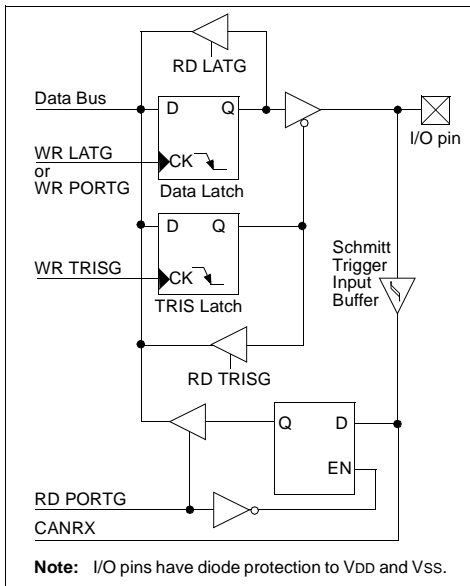 RD LATG
Data Bus
D Q
I/O pin
WR LATG
or
WR PORTG
CK
Data Latch
D Q
WR TRISG
CK
TRIS Latch
Schmitt
Trigger
Input
Buffer
RD TRISG
Q D
EN
RD PORTG
CANRX
Note: I/O pins have diode protection to VDD and VSS.